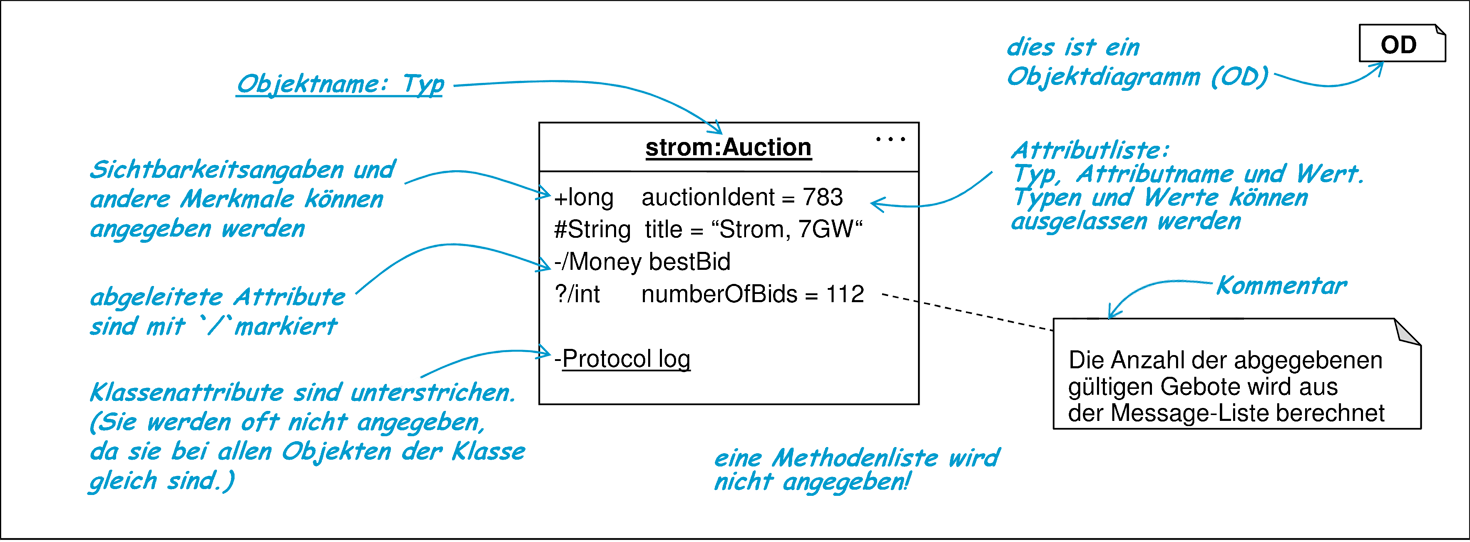 dies ist ein
Objektdiagramm (OD)
OD
Objektname: Typ
strom:Auction
...
Sichtbarkeitsangaben und
andere Merkmale können
angegeben werden
abgeleitete Attribute
sind mit `/`markiert
Klassenattribute sind unterstrichen.
(Sie werden oft nicht angegeben,
da sie bei allen Objekten der Klasse
gleich sind.)
+long auctionIdent = 783
#String title = “Strom, 7GW“
-/Money bestBid
?/int numberOfBids = 112
-Protocol log
Attributliste:
Typ, Attributname und Wert.
Typen und Werte können
ausgelassen werden
Kommentar
Die Anzahl der abgegebenen
gültigen Gebote wird aus
der Message-Liste berechnet
eine Methodenliste wird
nicht angegeben!